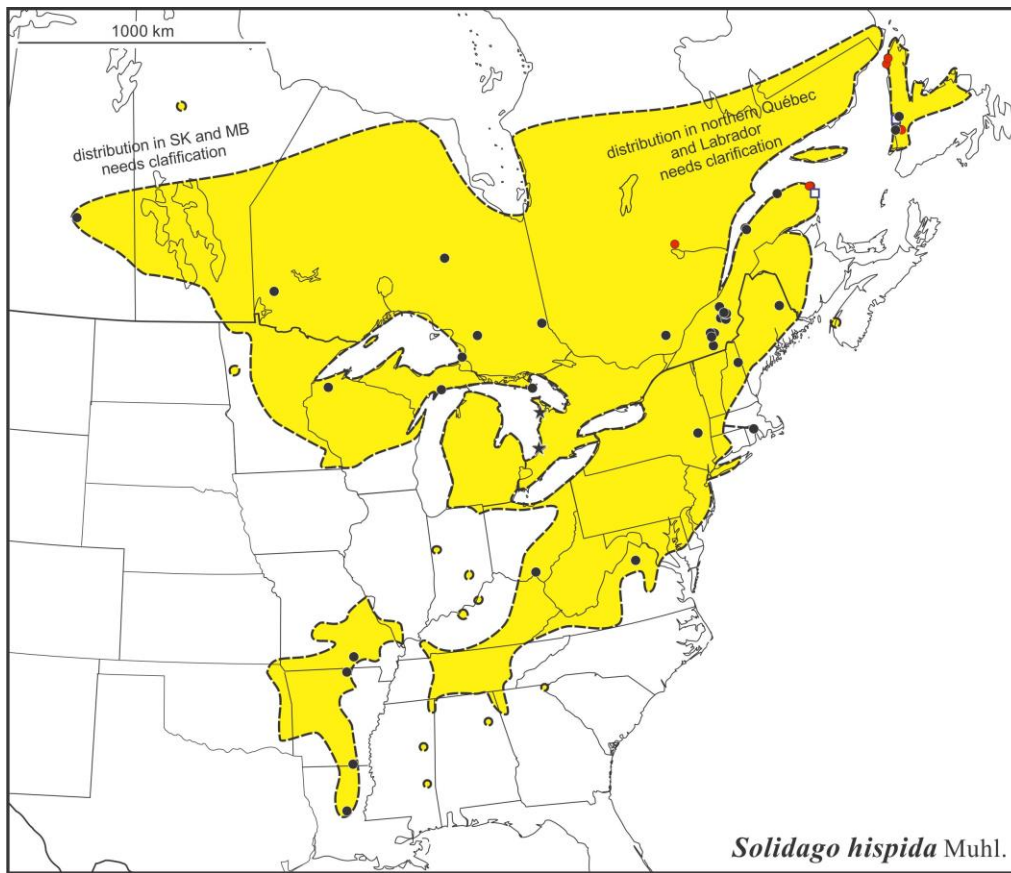 1000 km
distribution in SK and MB
needs clafification
distribution in northern Québec
and Labrador
needs clarification
Solidago hispida Muhl.